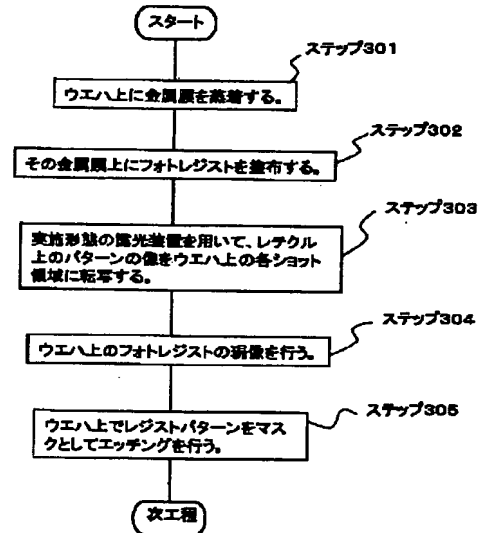 スタート
ステップ301
ウエハ上に金属膜を蒸着する。
ステップ302
その金属膜上にフォトレジストを塗布する。
ステップ303
実施形態の露光装置を用いて、レチクル
上のパターンの像をウエハ上の各ショット
領域に転写する。
ステップ304
ウエハ上のフォトレジストの現像を行う。
ステップ305
ウエハ上でレジストパターンをマス
クとしてエッチングを行う。
次工程